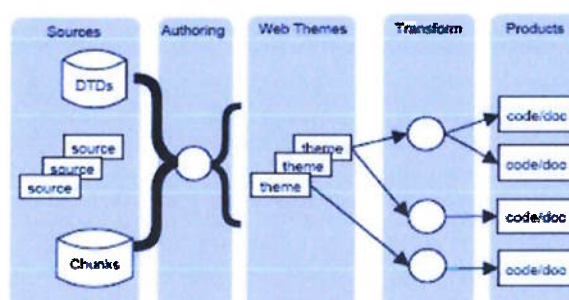 Sources
Authoring
Web Themes
Transform
Products
DTDs
source
source
source
Chunks
theme
theme
theme
code/doc
code/doc
code/doc
code/doc